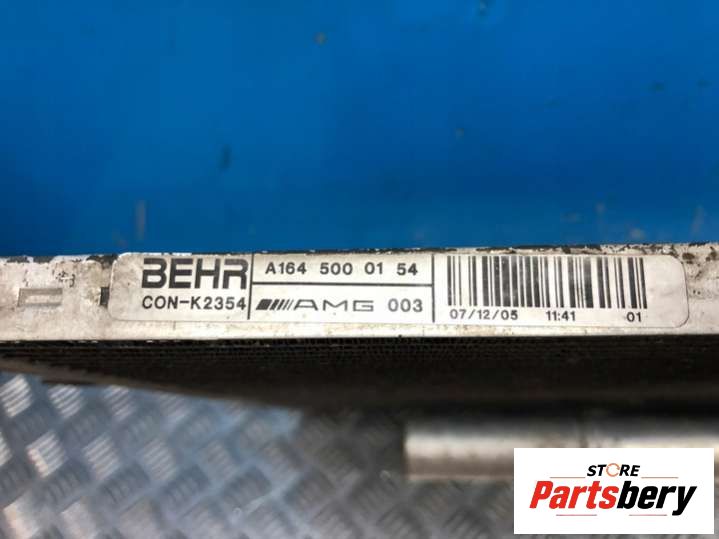 BEHR
A164 500 01 54
CON-K2354
AMG 003
07/12/05 11:41 01
STORE
Partsbery